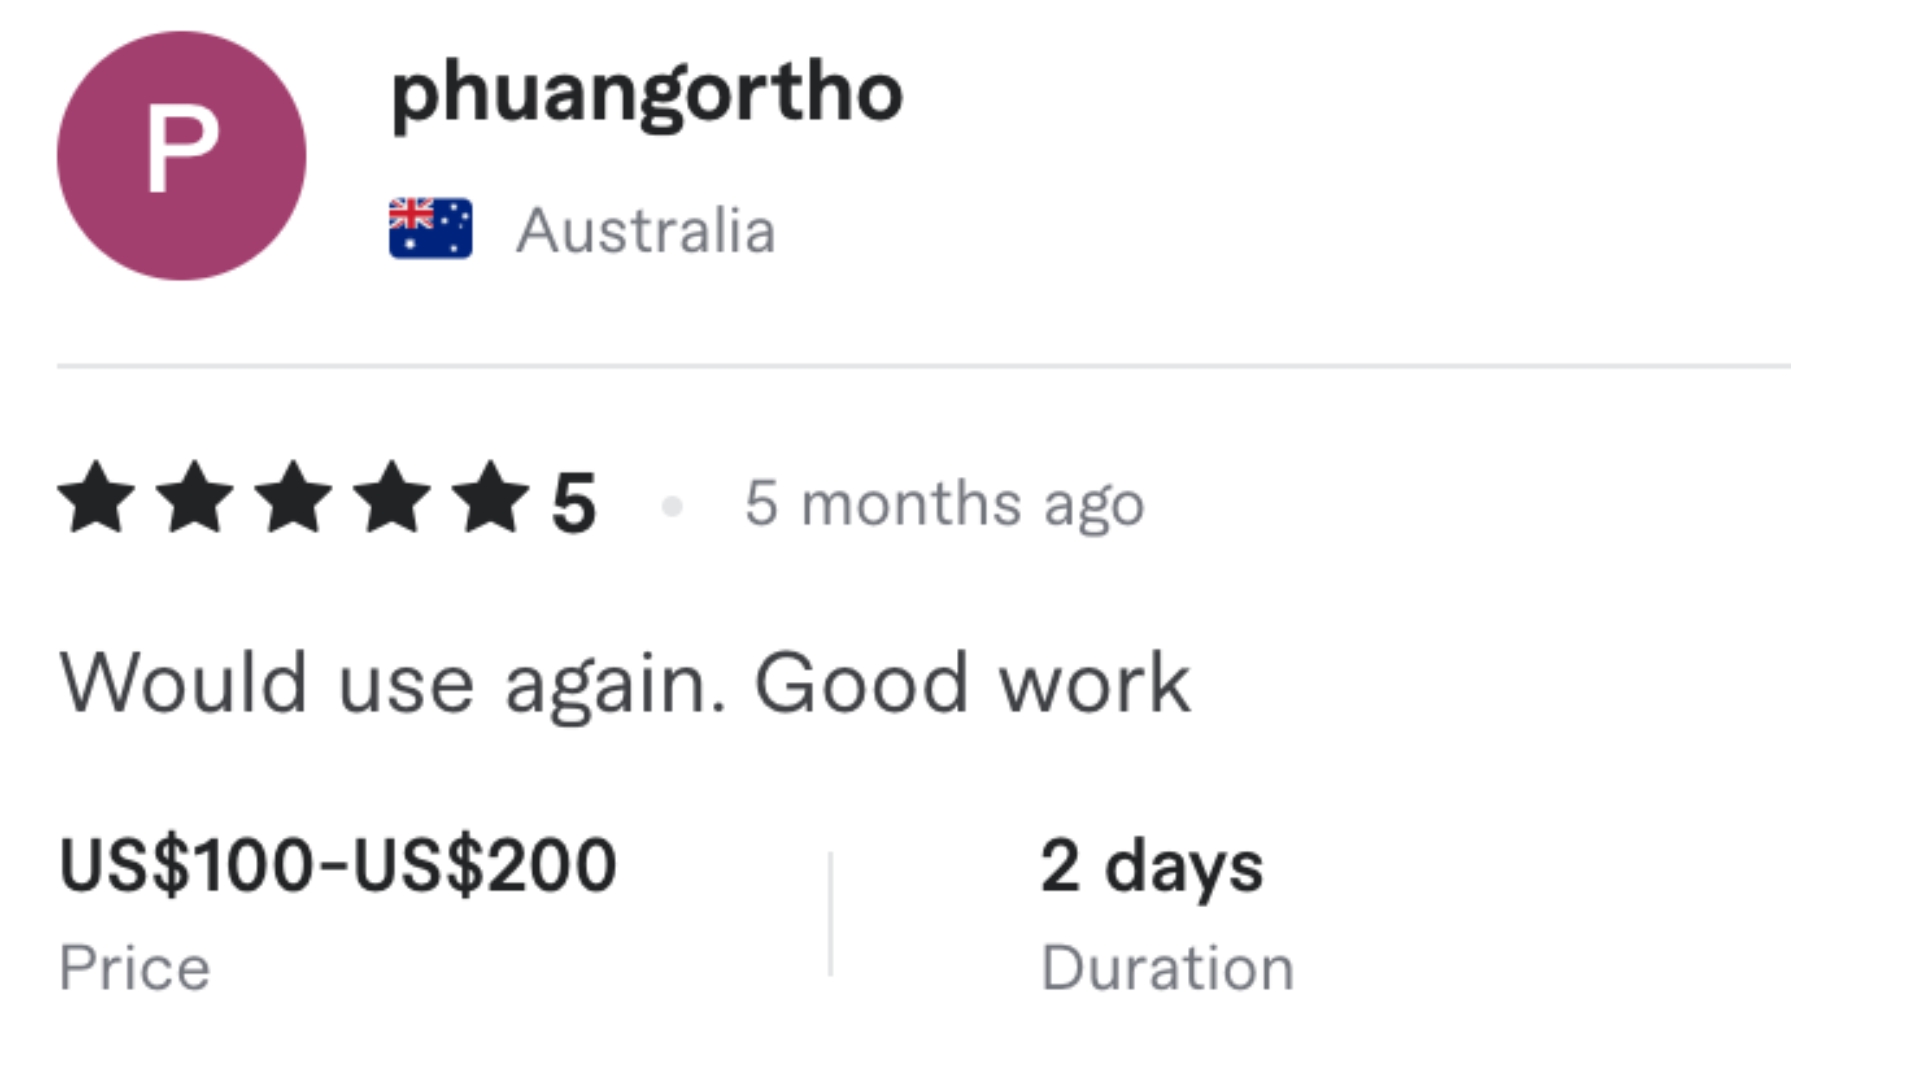 P
phuangortho
Australia
5
5 months ago
Would use again. Good work
US$100-US$200
Price
2 days
Duration